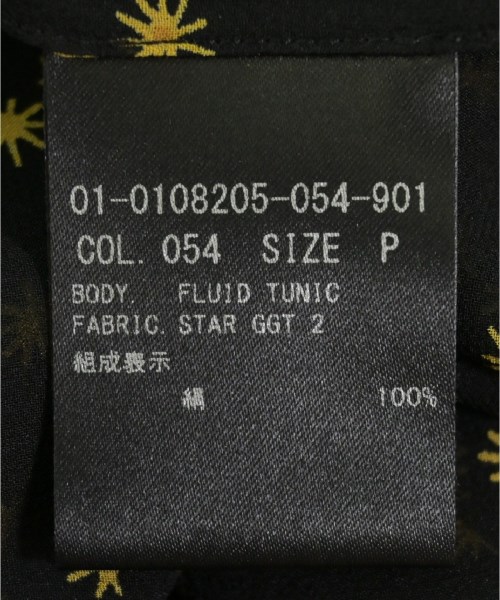 01-0108205-054-901
COL. 054 SIZE P
BODY. FLUID TUNIC
FABRIC. STAR GGT 2
組成表示
絹 100%